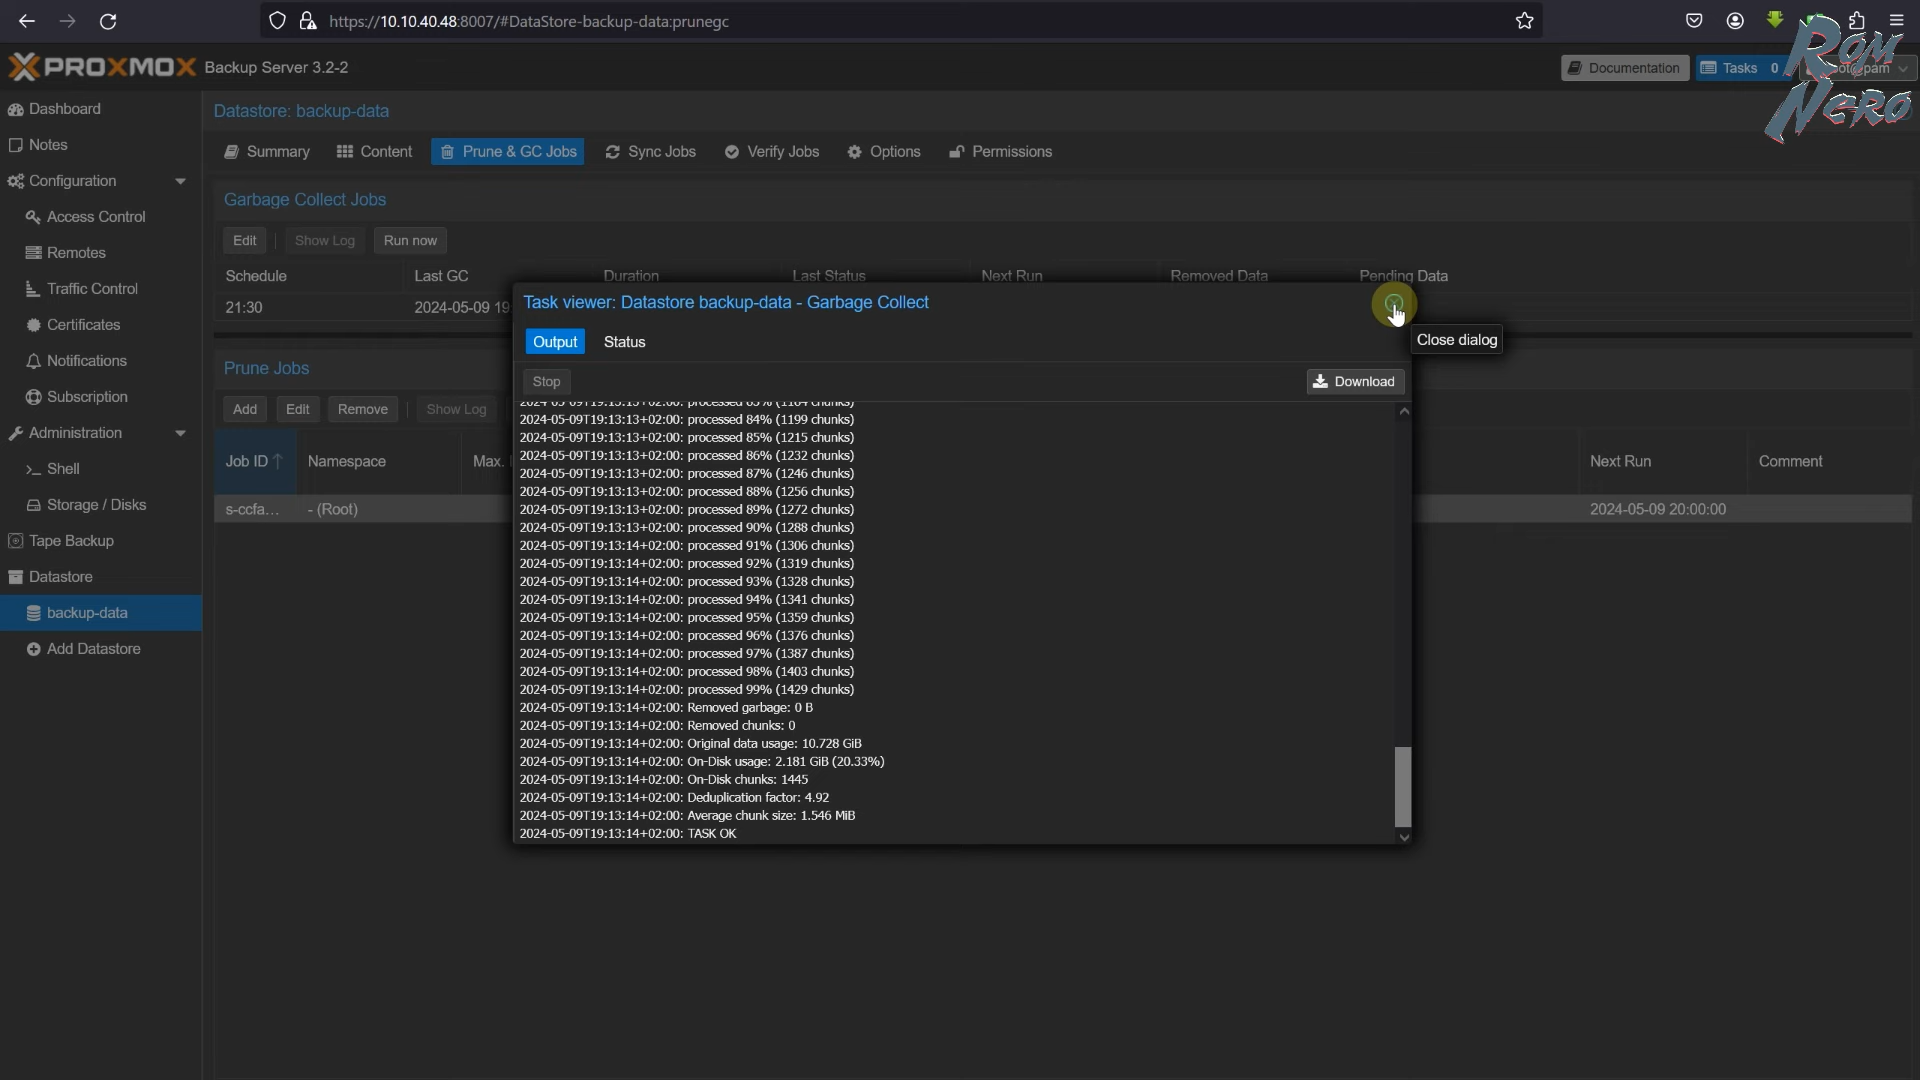 https://10.10.40.48:8007/#DataStore-backup-data:prunegc
PROXMOX Backup Server 3.2-2
Documentation
Tasks 0
Rom
Nero
Dashboard
Notes
Configuration
Access Control
Remotes
Traffic Control
Certificates
Notifications
Subscription
Administration
Shell
Storage / Disks
Tape Backup
Datastore
backup-data
Add Datastore
Datastore: backup-data
Summary Content Prune & GC Jobs Sync Jobs Verify Jobs Options Permissions
Garbage Collect Jobs
Edit Show Log Run now
Schedule Last GC Duration Last Status Next Run Removed Data Pending Data
21:30 2024-05-09 19
Prune Jobs
Add Edit Remove Show Log
Job ID Namespace Max. Next Run Comment
s-ccfa... - (Root) 2024-05-09 20:00:00
Task viewer: Datastore backup-data - Garbage Collect
Close dialog
Output Status
Stop Download
2024-05-09T19:13:13+02:00: processed 84% (1199 chunks)
2024-05-09T19:13:13+02:00: processed 85% (1215 chunks)
2024-05-09T19:13:13+02:00: processed 86% (1232 chunks)
2024-05-09T19:13:13+02:00: processed 87% (1246 chunks)
2024-05-09T19:13:13+02:00: processed 88% (1256 chunks)
2024-05-09T19:13:13+02:00: processed 89% (1272 chunks)
2024-05-09T19:13:13+02:00: processed 90% (1288 chunks)
2024-05-09T19:13:14+02:00: processed 91% (1306 chunks)
2024-05-09T19:13:14+02:00: processed 92% (1319 chunks)
2024-05-09T19:13:14+02:00: processed 93% (1328 chunks)
2024-05-09T19:13:14+02:00: processed 94% (1341 chunks)
2024-05-09T19:13:14+02:00: processed 95% (1359 chunks)
2024-05-09T19:13:14+02:00: processed 96% (1376 chunks)
2024-05-09T19:13:14+02:00: processed 97% (1387 chunks)
2024-05-09T19:13:14+02:00: processed 98% (1403 chunks)
2024-05-09T19:13:14+02:00: processed 99% (1429 chunks)
2024-05-09T19:13:14+02:00: Removed garbage: 0 B
2024-05-09T19:13:14+02:00: Removed chunks: 0
2024-05-09T19:13:14+02:00: Original data usage: 10.728 GiB
2024-05-09T19:13:14+02:00: On-Disk usage: 2.181 GiB (20.33%)
2024-05-09T19:13:14+02:00: On-Disk chunks: 1445
2024-05-09T19:13:14+02:00: Deduplication factor: 4.92
2024-05-09T19:13:14+02:00: Average chunk size: 1.546 MiB
2024-05-09T19:13:14+02:00: TASK OK